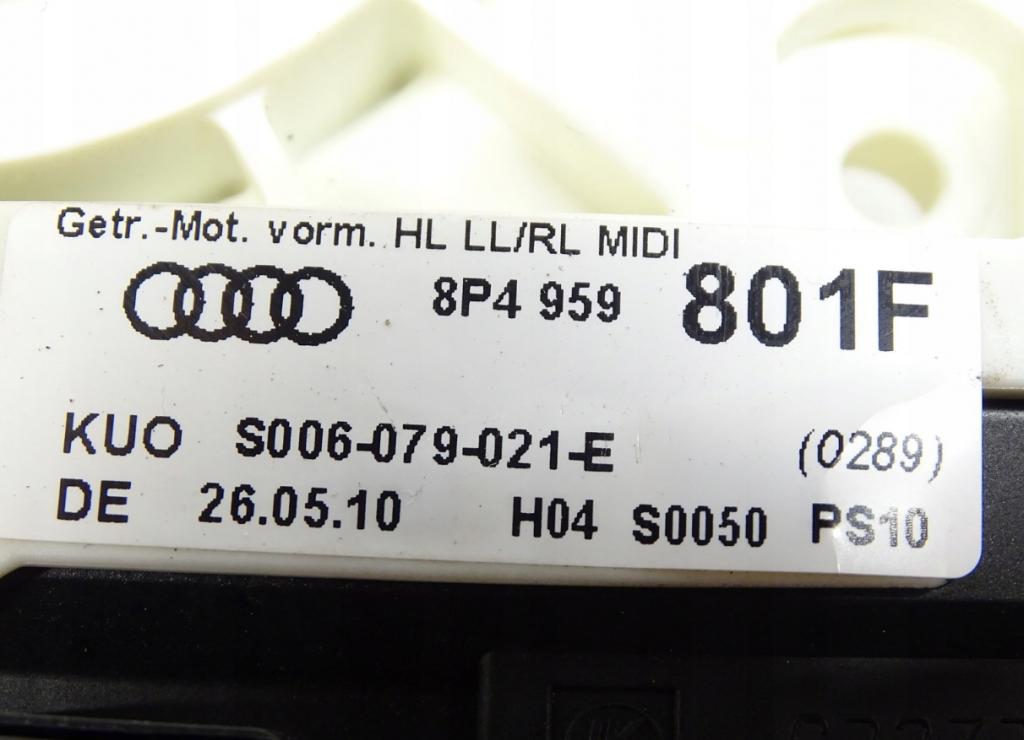 Getr.-Mot. vorm. HL LL/RL MIDI
8P4 959 801F
KUO S006-079-021-E (0289)
DE 26.05.10 H04 S0050 PS10